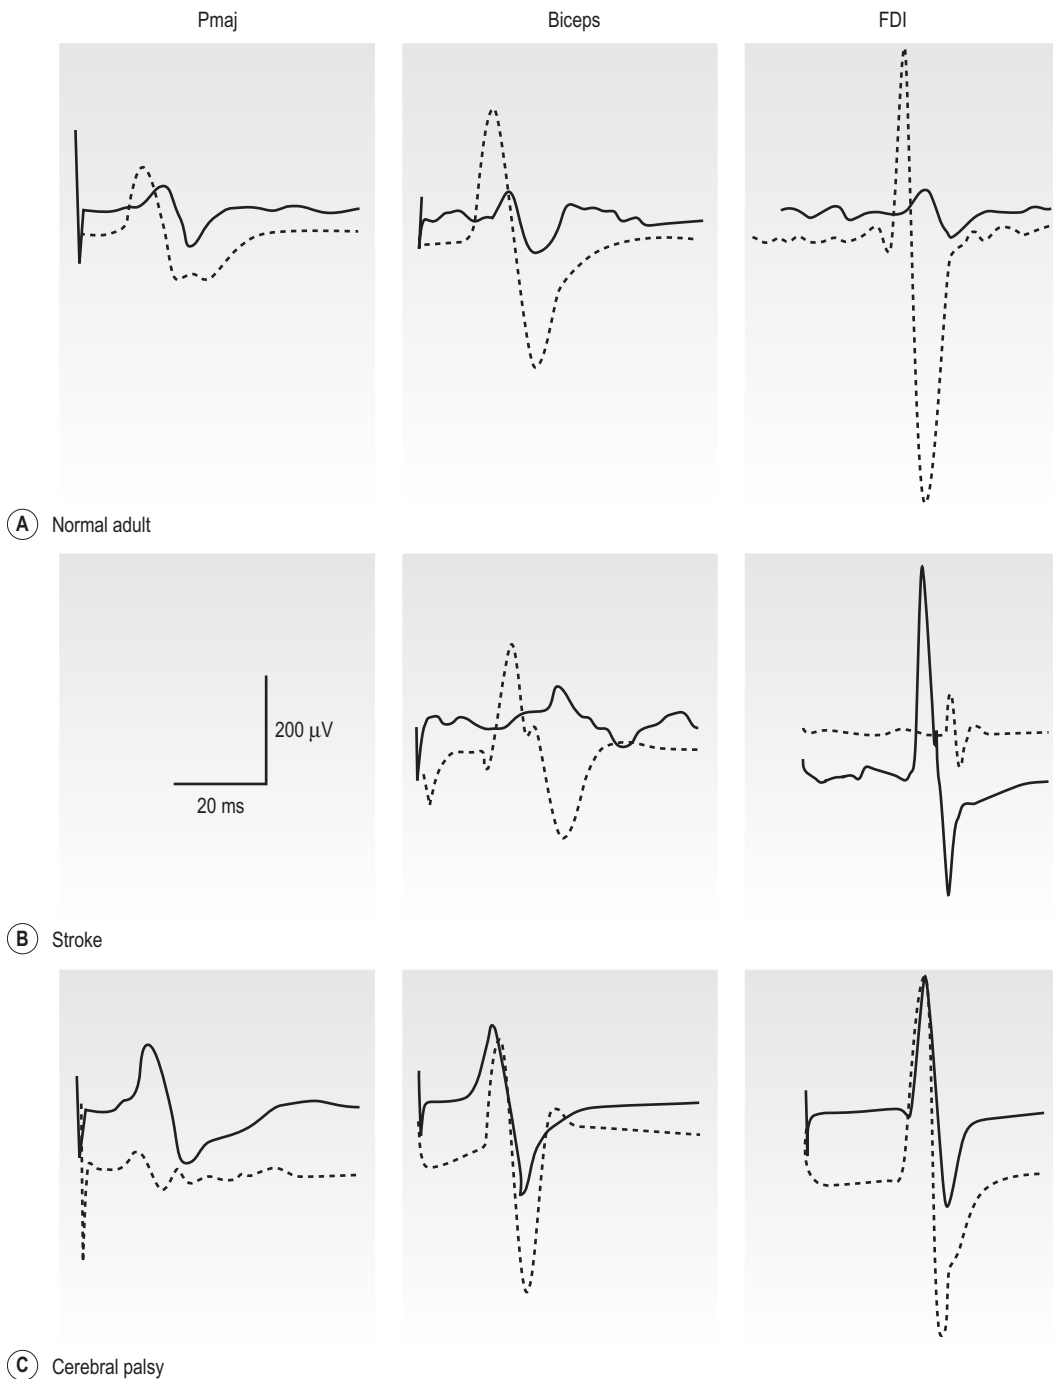 Pmaj
Biceps
FDI
A Normal adult
200 μV
20 ms
B Stroke
C Cerebral palsy